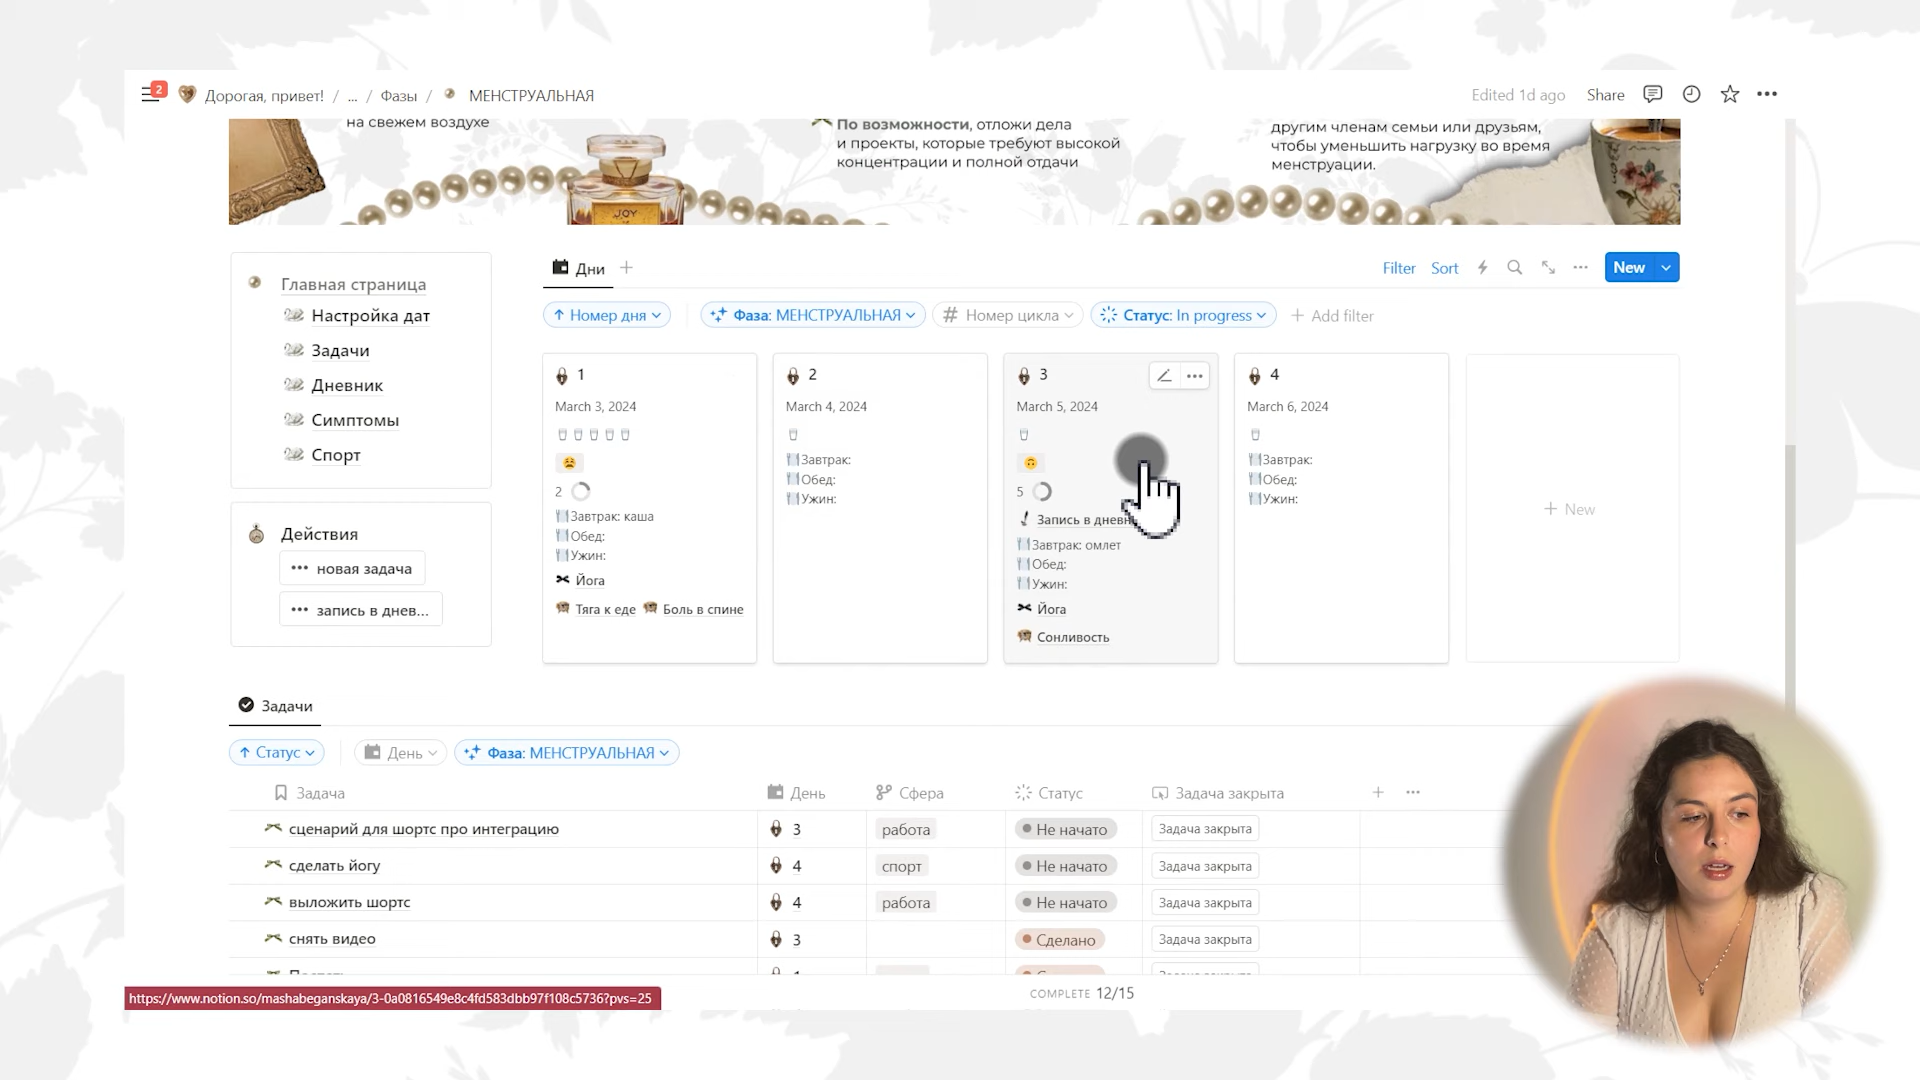 2
Дорогая, привет! / ... / Фазы / МЕНСТРУАЛЬНАЯ
Edited 1d ago
Share
на свежем воздухе
По возможности, отложи дела
и проекты, которые требуют высокой
концентрации и полной отдачи
другим членам семьи или друзьям,
чтобы уменьшить нагрузку во время
менструации.
JOY
Главная страница
Настройка дат
Задачи
Дневник
Симптомы
Спорт
Действия
••• новая задача
••• запись в днев...
Дни
Filter
Sort
New
Номер дня
Фаза: МЕНСТРУАЛЬНАЯ
# Номер цикла
Статус: In progress
+ Add filter
1
March 3, 2024
2
Завтрак: каша
Обед:
Ужин:
Йога
Тяга к еде
Боль в спине
2
March 4, 2024
Завтрак:
Обед:
Ужин:
3
March 5, 2024
5
Запись в дневн
Завтрак: омлет
Обед:
Ужин:
Йога
Сонливость
4
March 6, 2024
Завтрак:
Обед:
Ужин:
+ New
Задачи
Статус
День
Фаза: МЕНСТРУАЛЬНАЯ
Задача
День
Сфера
Статус
Задача закрыта
сценарий для шортс про интеграцию
3
работа
Не начато
Задача закрыта
сделать йогу
4
спорт
Не начато
Задача закрыта
выложить шортс
4
работа
Не начато
Задача закрыта
снять видео
3
Сделано
Задача закрыта
https://www.notion.so/mashabeganskaya/3-0a0816549e8c4fd583dbb97f108c5736?pvs=25
COMPLETE 12/15